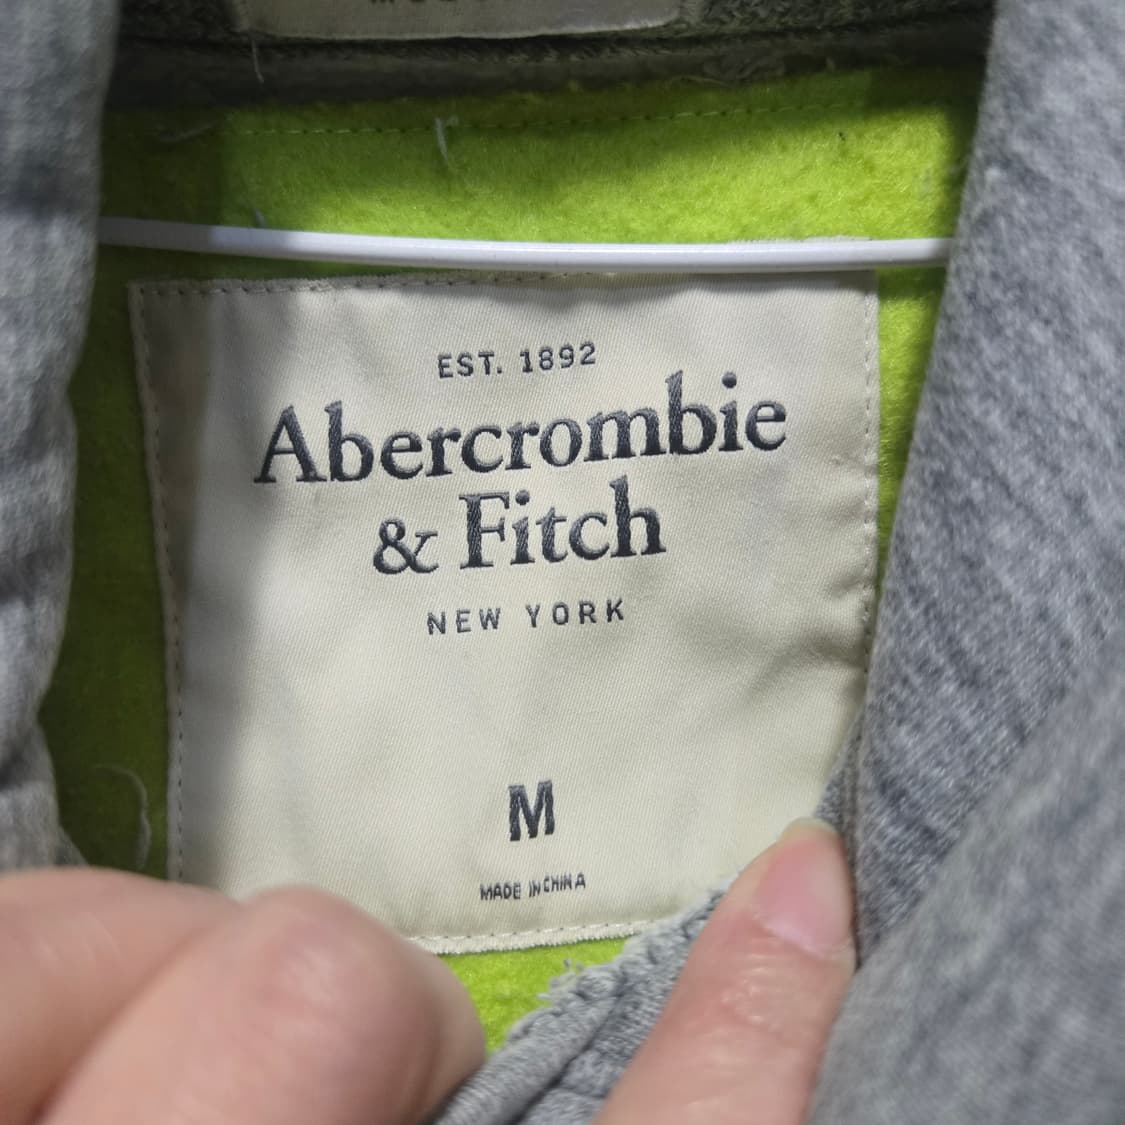 EST. 1892
Abercrombie
& Fitch
NEW YORK
M
MADE IN CHINA